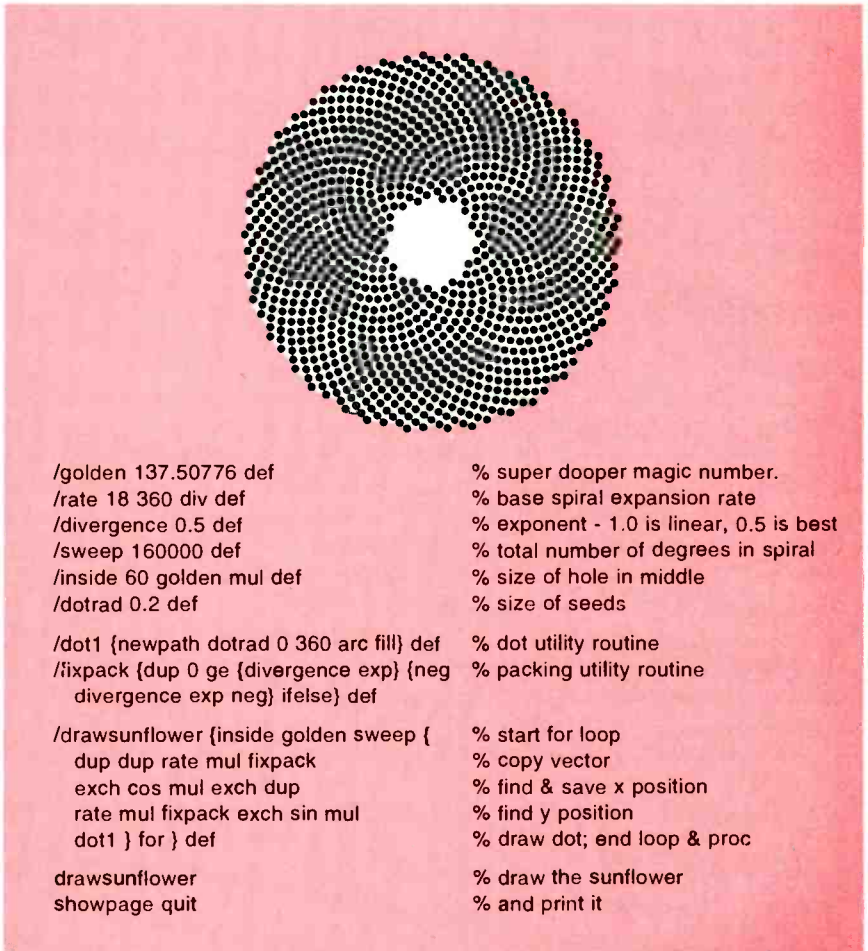 /golden 137.50776 def % super dooper magic number.
/rate 18 360 div def % base spiral expansion rate
/divergence 0.5 def % exponent - 1.0 is linear, 0.5 is best
/sweep 160000 def % total number of degrees in spiral
/inside 60 golden mul def % size of hole in middle
/dotrad 0.2 def % size of seeds
/dot1 {newpath dotrad 0 360 arc fill} def % dot utility routine
/fixpack {dup 0 ge {divergence exp} {neg % packing utility routine
divergence exp neg} ifelse} def
/drawsunflower {inside golden sweep { % start for loop
dup dup rate mul fixpack % copy vector
exch cos mul exch dup % find & save x position
rate mul fixpack exch sin mul % find y position
dot1 } for } def % draw dot; end loop & proc
drawsunflower % draw the sunflower
showpage quit % and print it